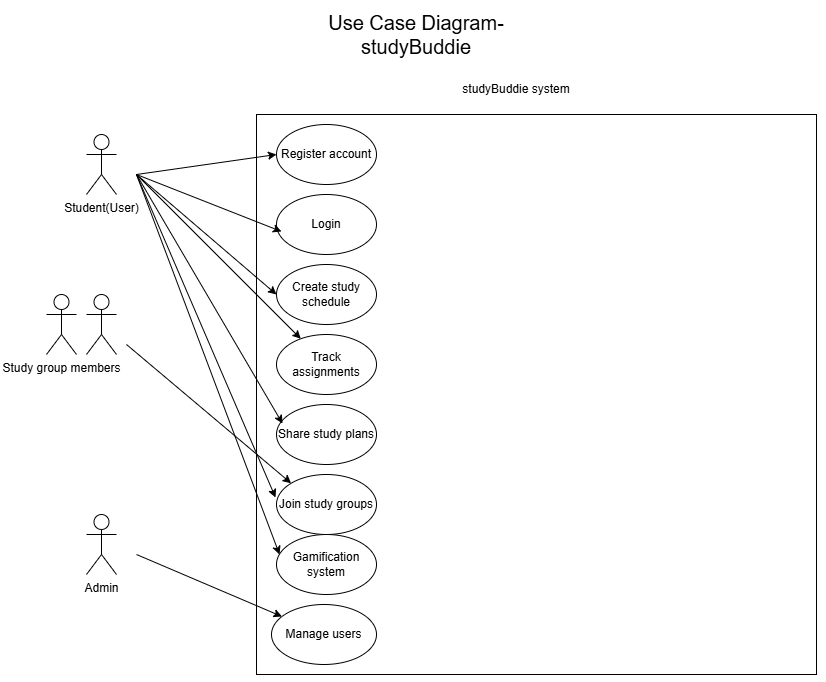 Use Case Diagram-
studyBuddie
studyBuddie system
Register account
Student(User)
Login
Create study
schedule
Track
assignments
Study group members
Share study plans
Join study groups
Gamification
system
Admin
Manage users